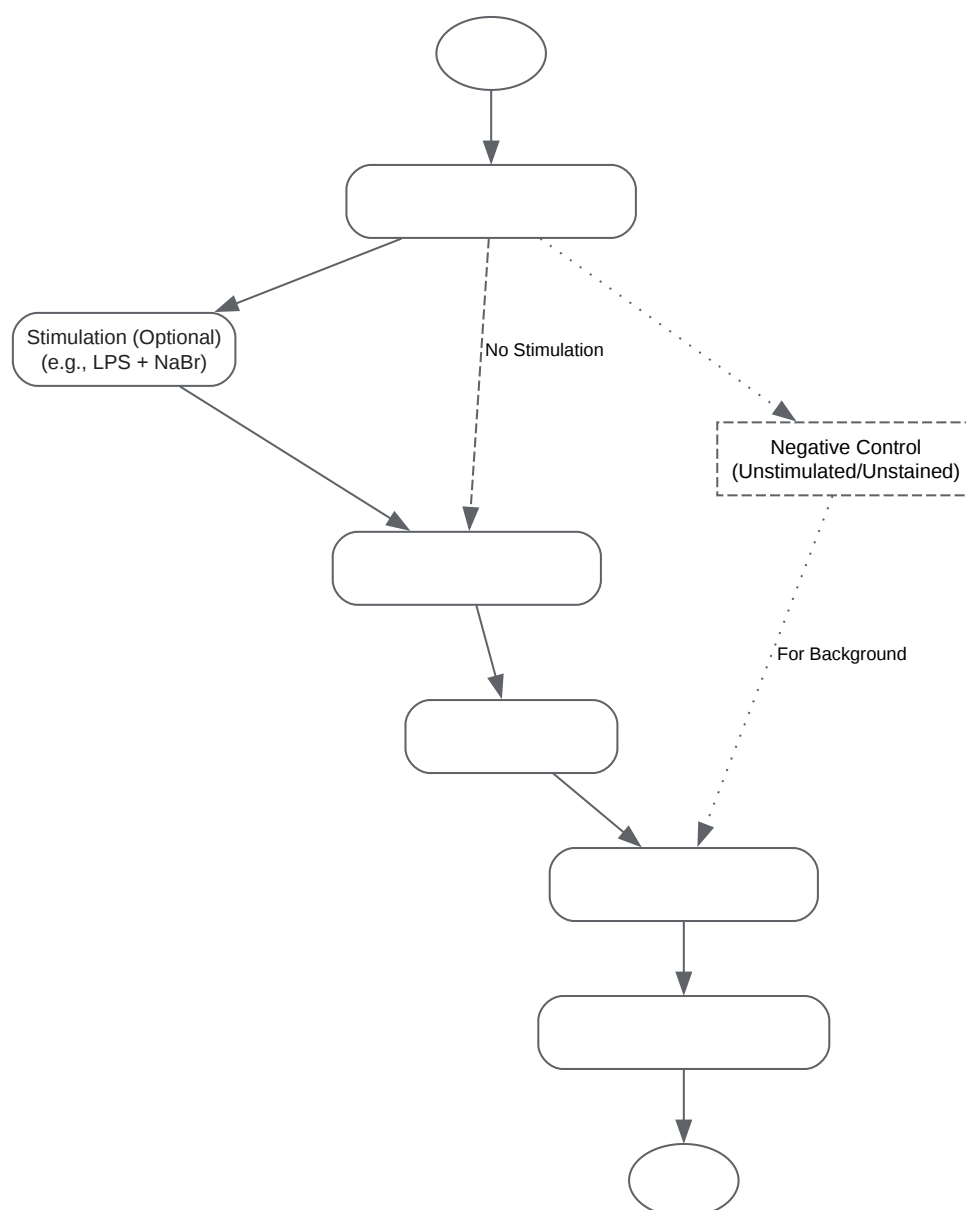 Stimulation (Optional)
(e.g., LPS + NaBr)
No Stimulation
Negative Control
(Unstimulated/Unstained)
For Background